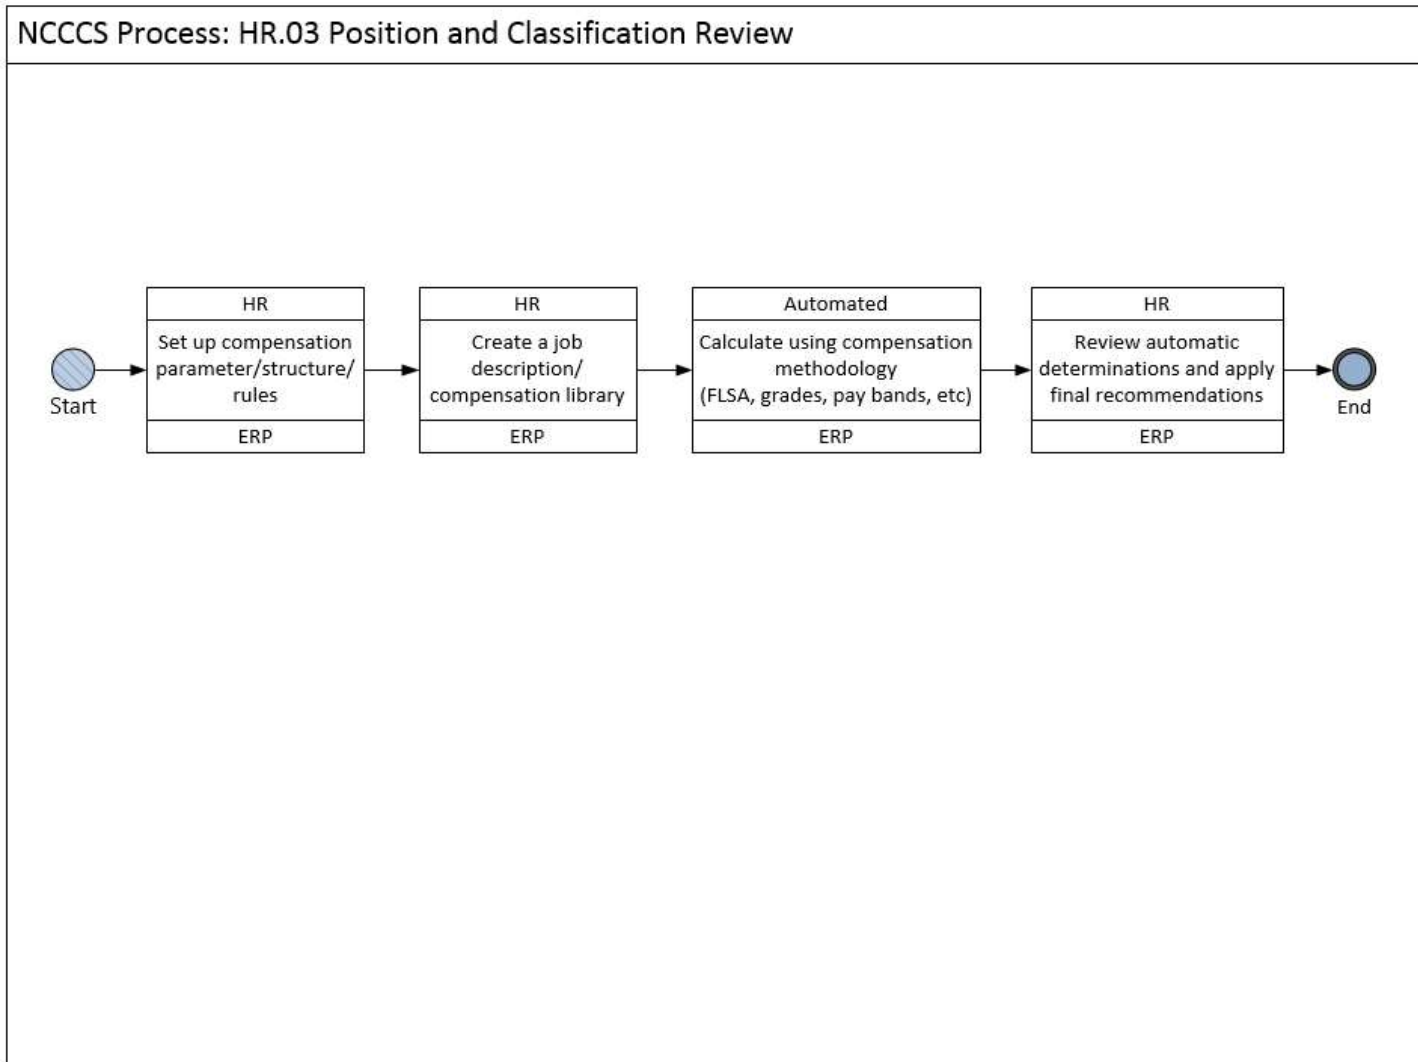 NCCCS Process: HR.03 Position and Classification Review
Start
HR
Set up compensation
parameter/structure/
rules
ERP
HR
Create a job
description/
compensation library
ERP
Automated
Calculate using compensation
methodology
(FLSA, grades, pay bands, etc)
ERP
HR
Review automatic
determinations and apply
final recommendations
ERP
End